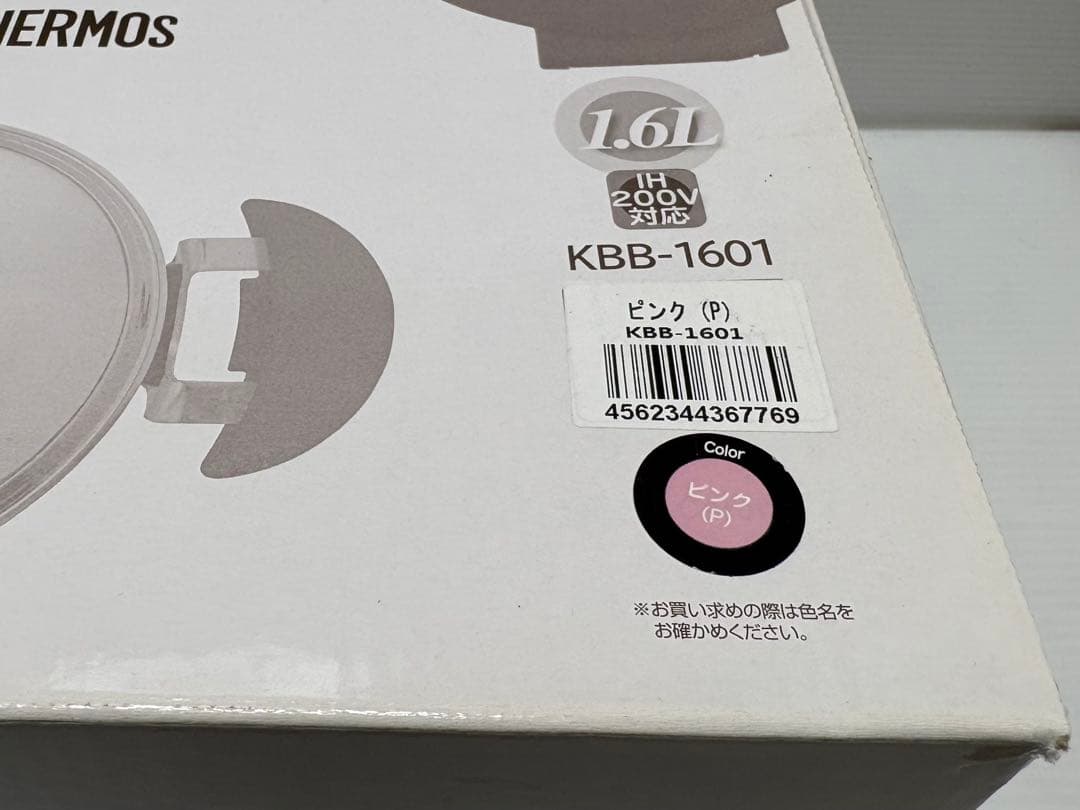 THERMOS
1.6L
IH
200V
対応
KBB-1601
ピンク (P)
KBB-1601
4562344367769
Color
ピンク
(P)
※お買い求めの際は色名を
お確かめください。